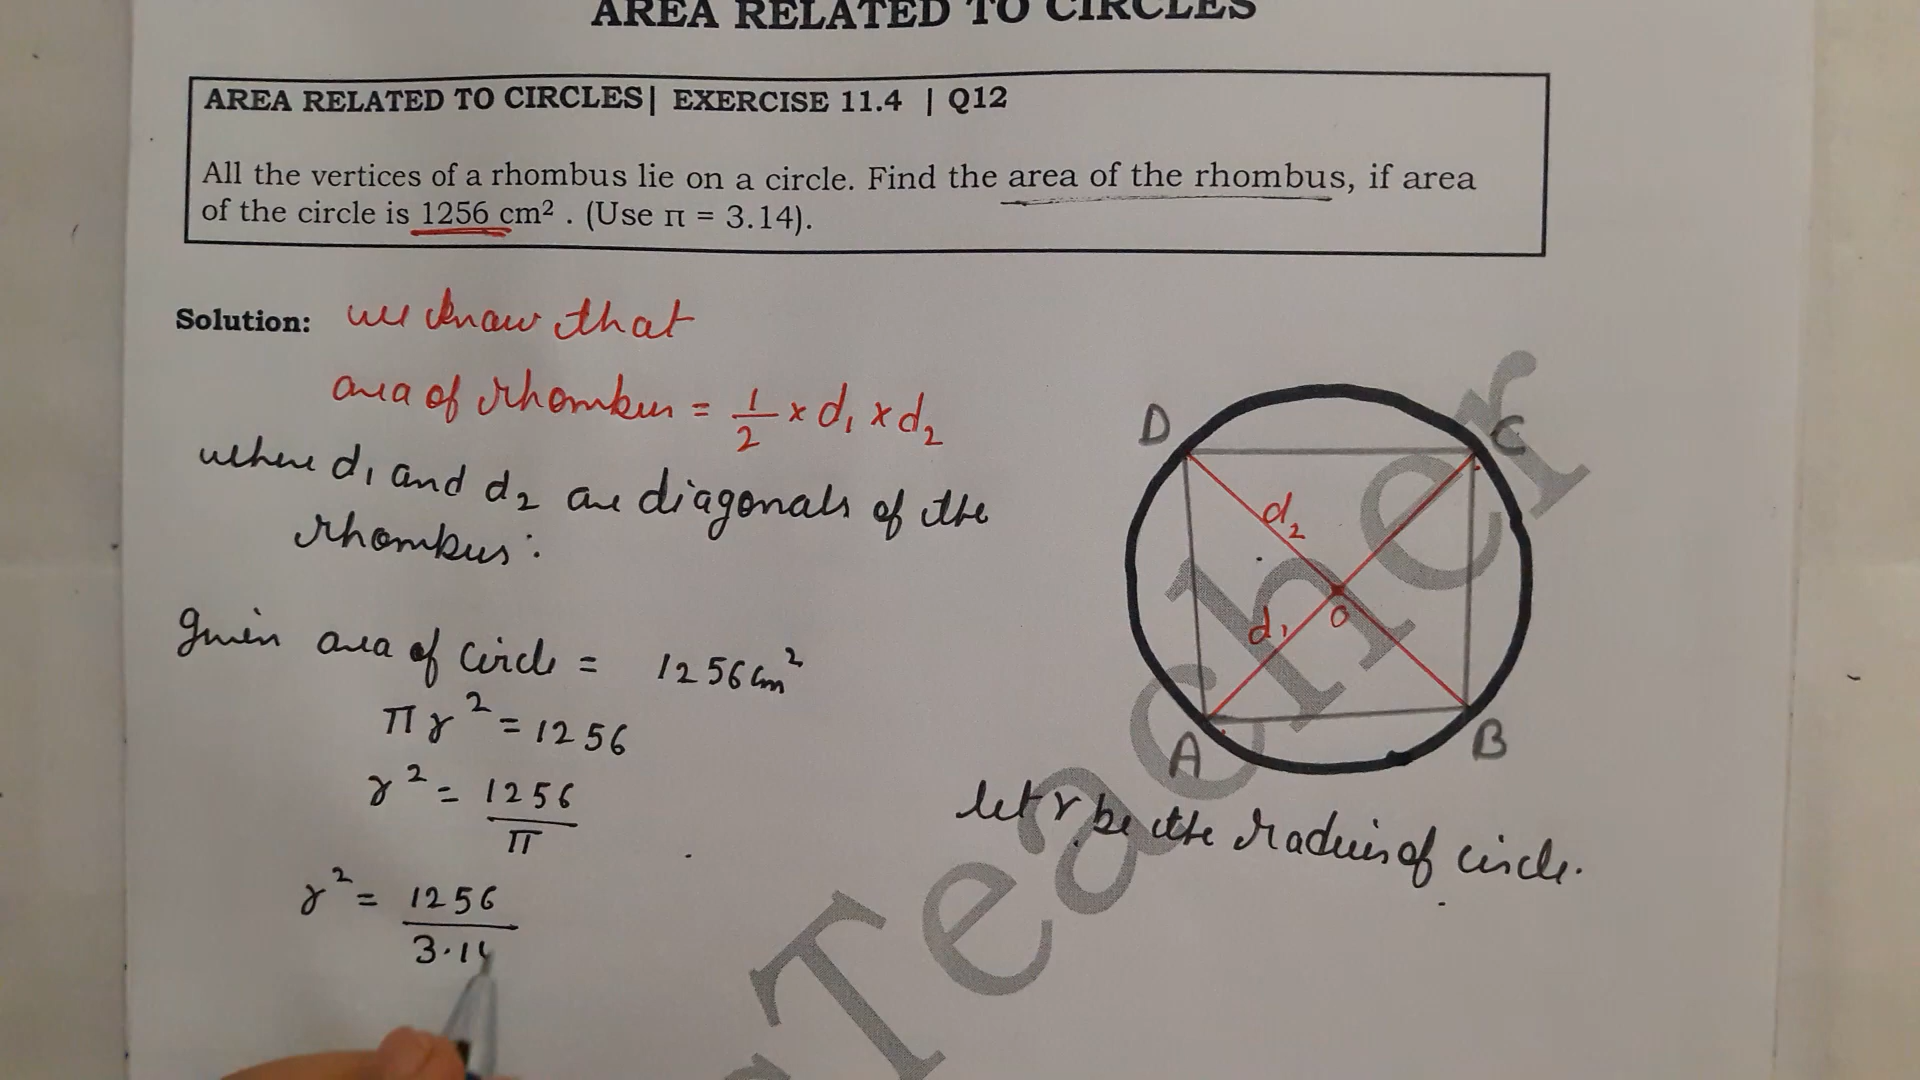 AREA RELATED TO CIRCLES
AREA RELATED TO CIRCLES| EXERCISE 11.4 | Q12
All the vertices of a rhombus lie on a circle. Find the area of the rhombus, if area
of the circle is 1256 cm² . (Use π = 3.14).
Solution: we know that
area of rhombus = 1/2 × d₁ × d₂
where d₁ and d₂ are diagonals of the
rhombus.
Given area of circle = 1256 cm²
πr² = 1256
r² = 1256/π
r² = 1256/3.14
D C
d₂
d₁ O
A B
let r be the radius of circle.
Teacher